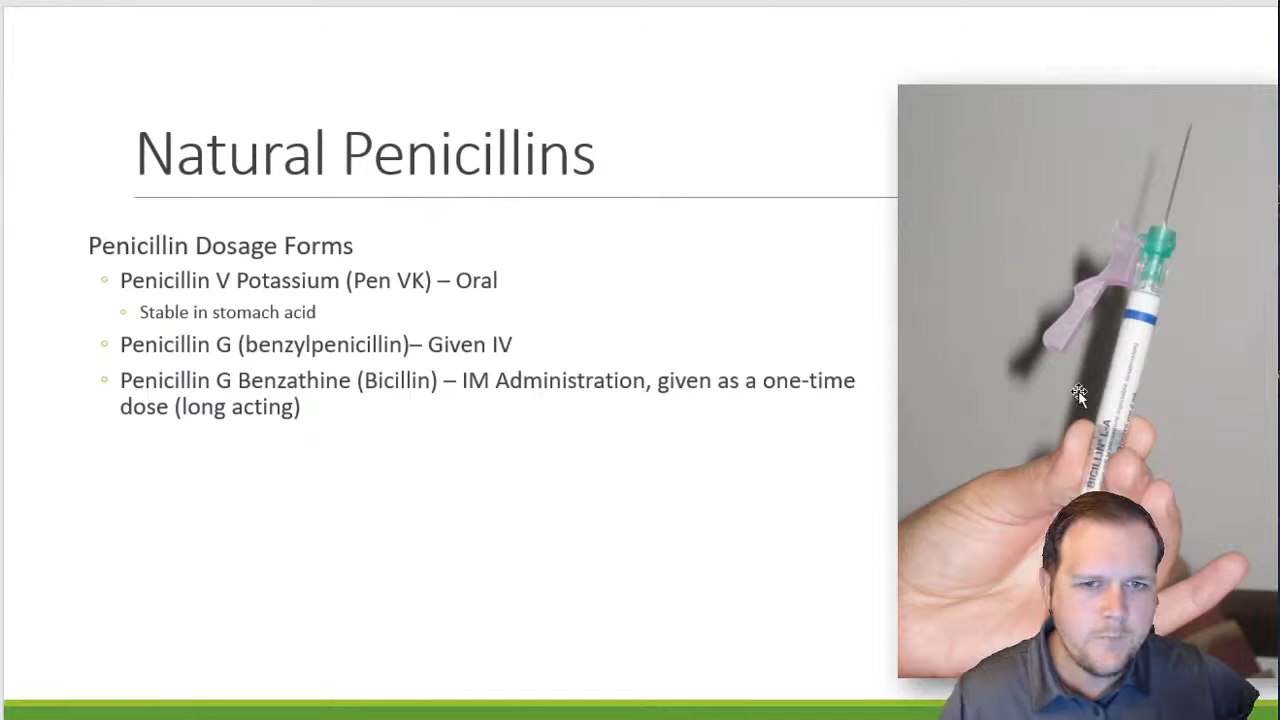 Natural Penicillins
Penicillin Dosage Forms
Penicillin V Potassium (Pen VK) – Oral
Stable in stomach acid
Penicillin G (benzylpenicillin)– Given IV
Penicillin G Benzathine (Bicillin) – IM Administration, given as a one-time
dose (long acting)
BICILLIN L-A